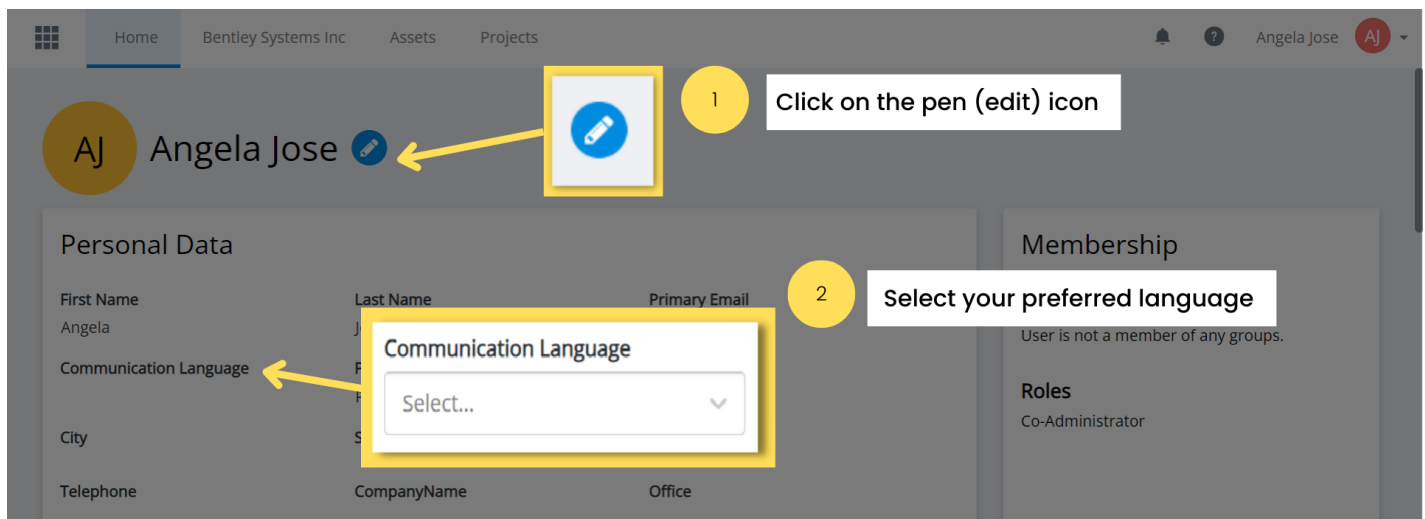 Home Bentley Systems Inc Assets Projects ? Angela Jose AJ
1 Click on the pen (edit) icon
AJ Angela Jose
Personal Data
First Name Last Name Primary Email
Angela
Communication Language
City
Telephone CompanyName Office
Communication Language
Select...
2 Select your preferred language
Membership
User is not a member of any groups.
Roles
Co-Administrator